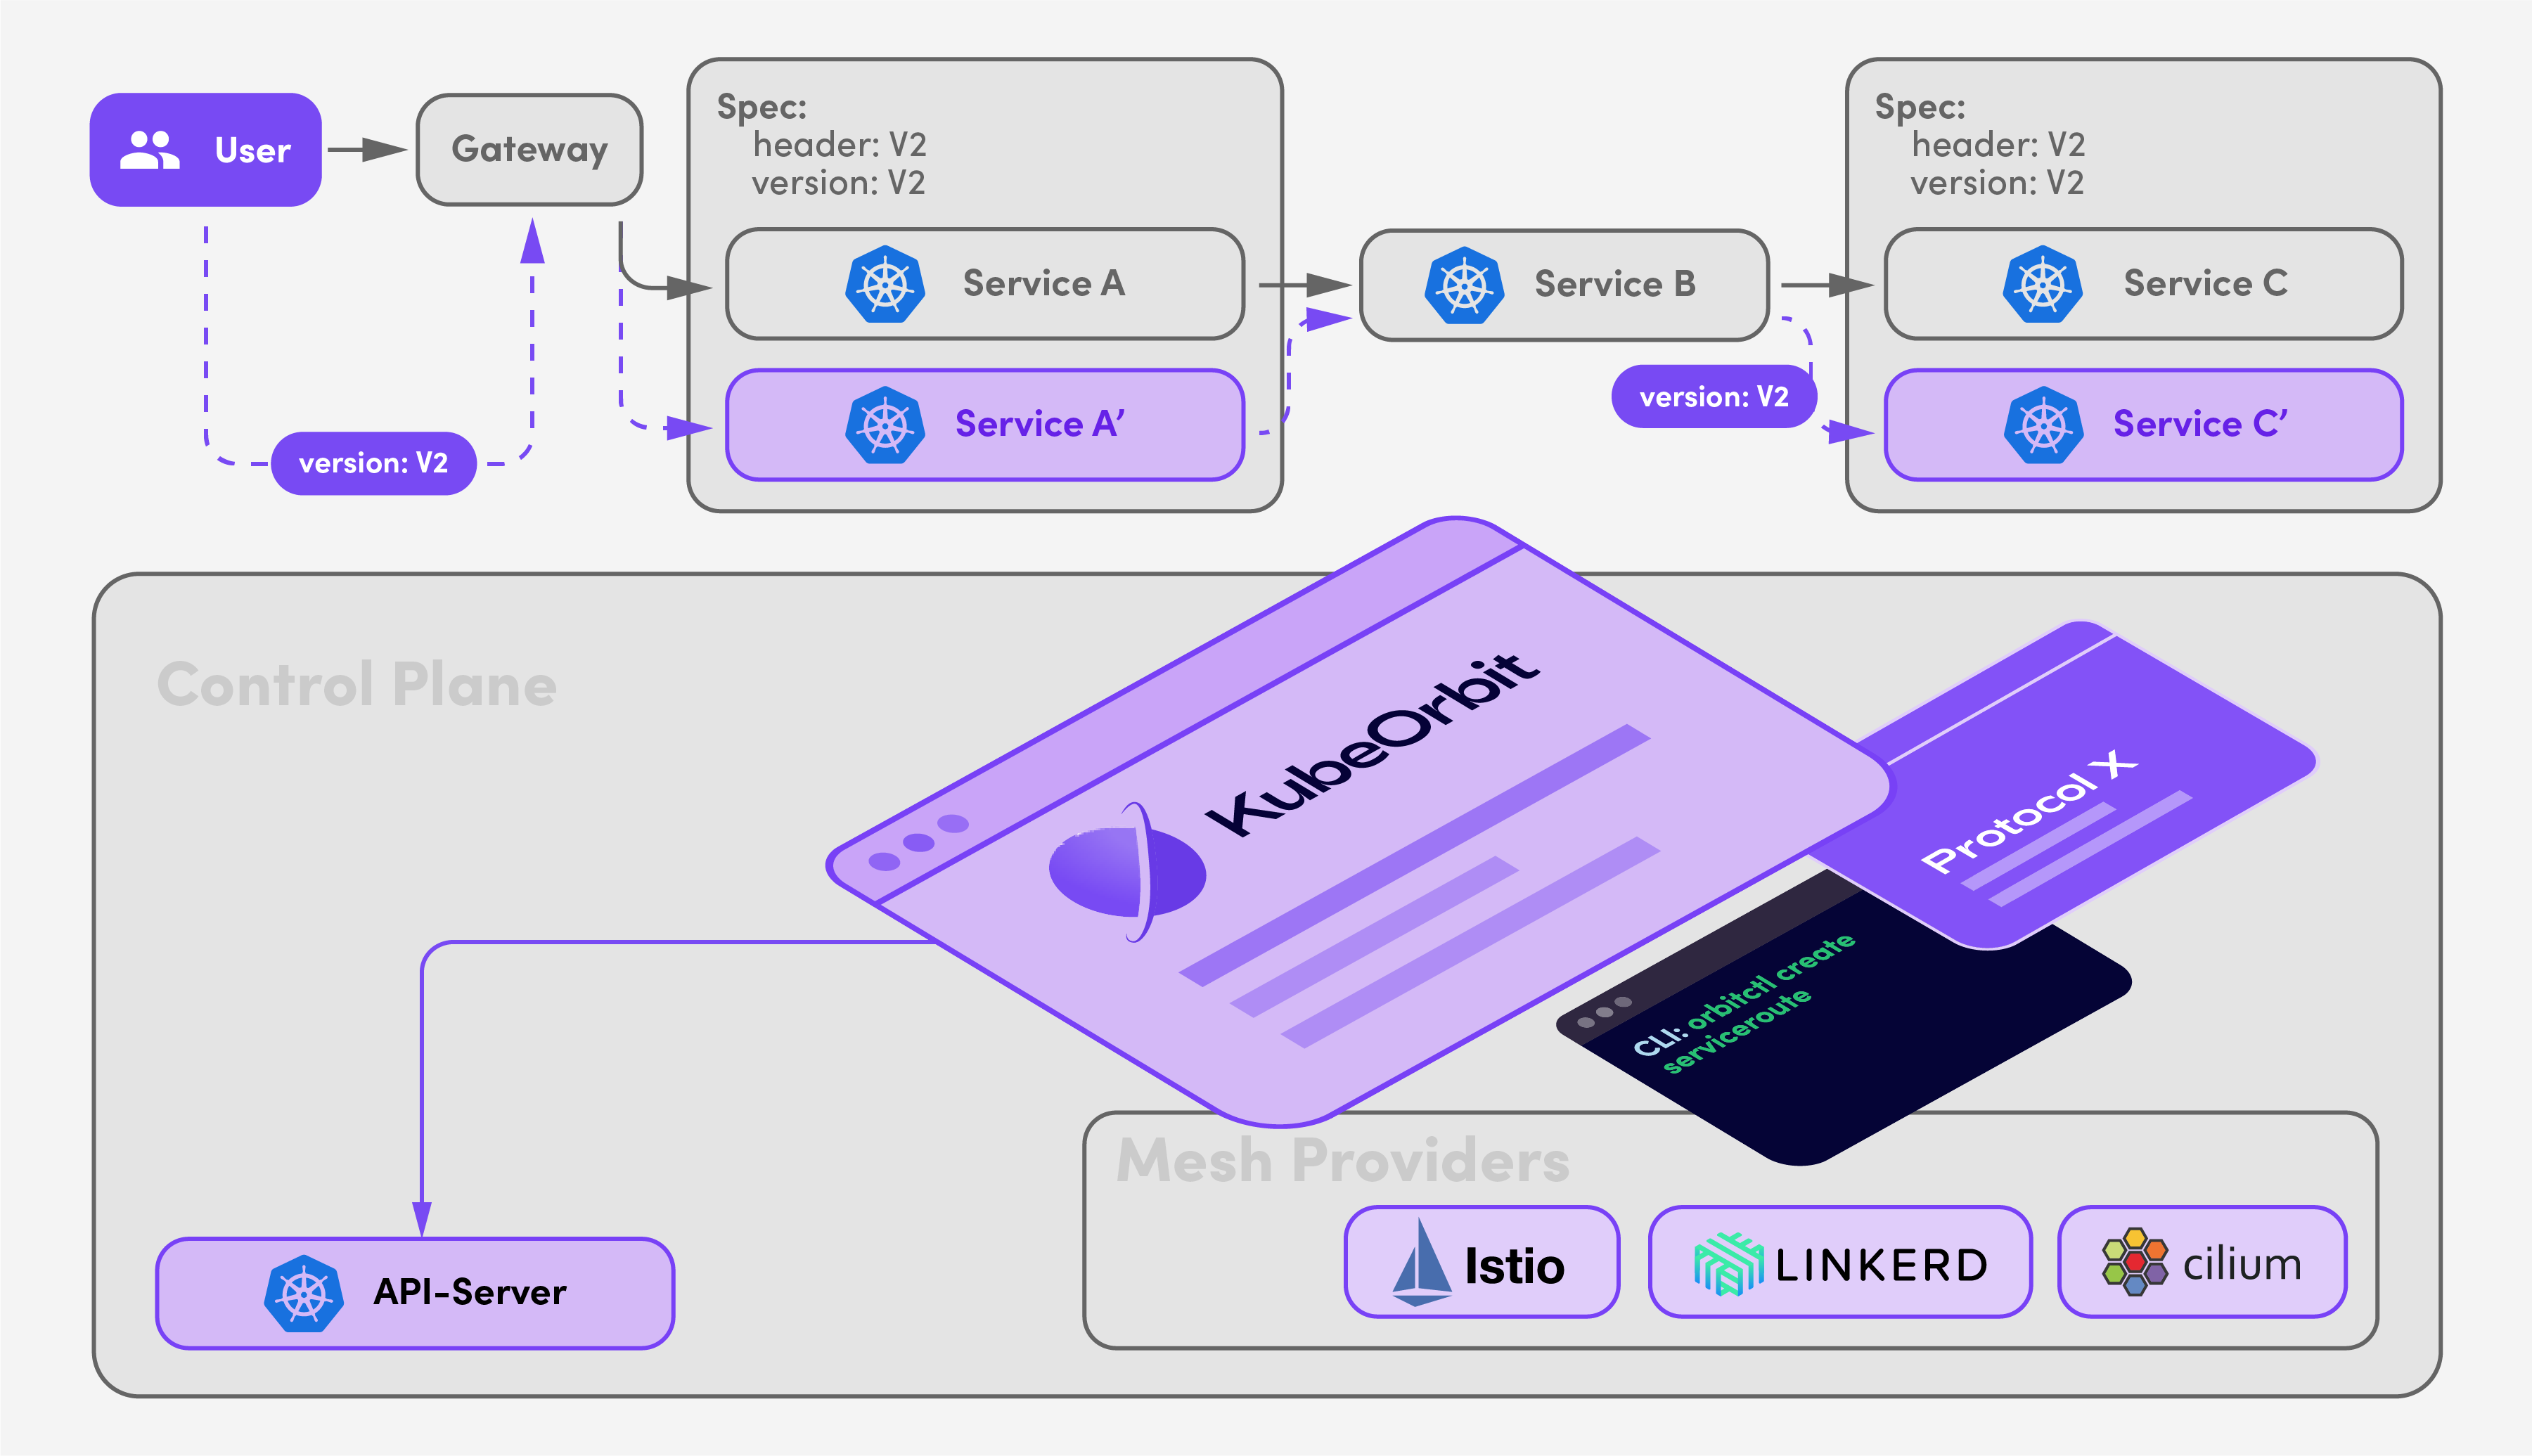 User
Gateway
Spec:
header: V2
version: V2
Service A
Service A’
version: V2
Service B
version: V2
Spec:
header: V2
version: V2
Service C
Service C’
Control Plane
KubeOrbit
Protocol X
CLI: orbitctl create
serviceroute
API-Server
Mesh Providers
Istio
LINKERD
cilium